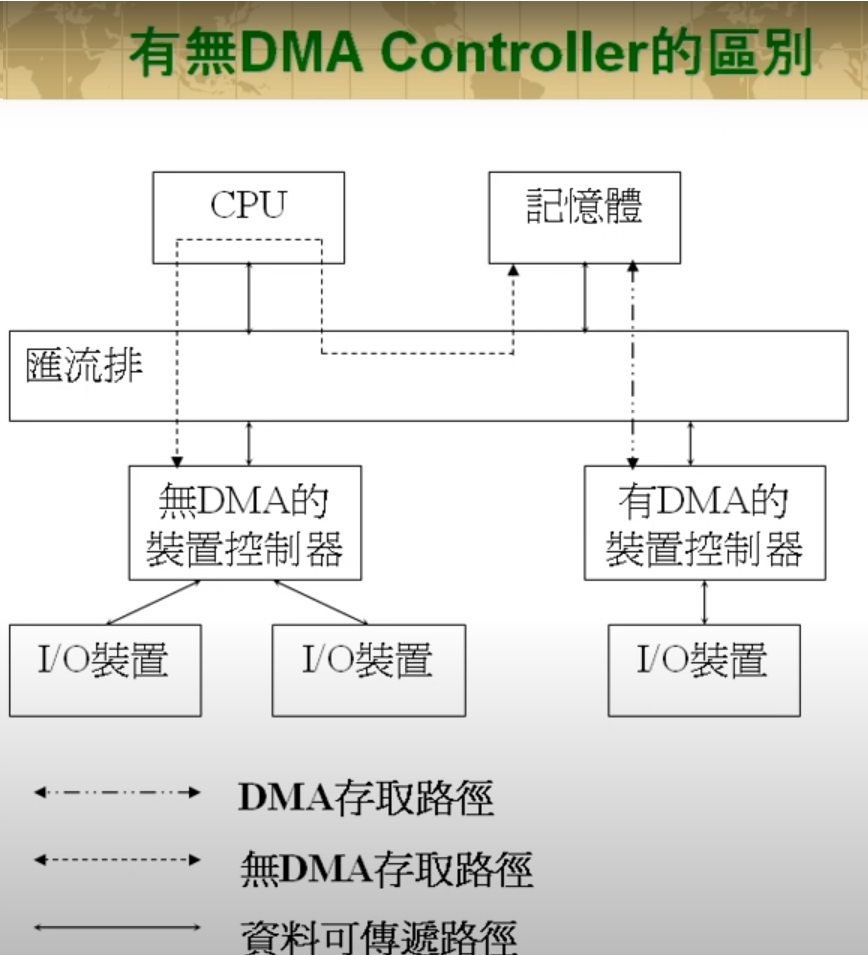 有無DMA Controller的區別
CPU
記憶體
匯流排
無DMA的
裝置控制器
有DMA的
裝置控制器
I/O裝置
I/O裝置
I/O裝置
DMA存取路徑
無DMA存取路徑
資料可傳遞路徑